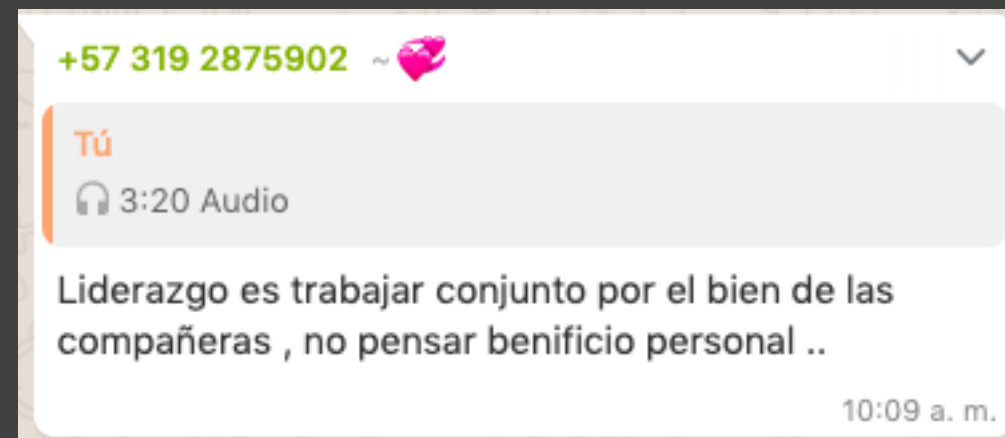 +57 319 2875902 ~💞
Tú
3:20 Audio
Liderazgo es trabajar conjunto por el bien de las
compañeras , no pensar benificio personal ..
10:09 a. m.